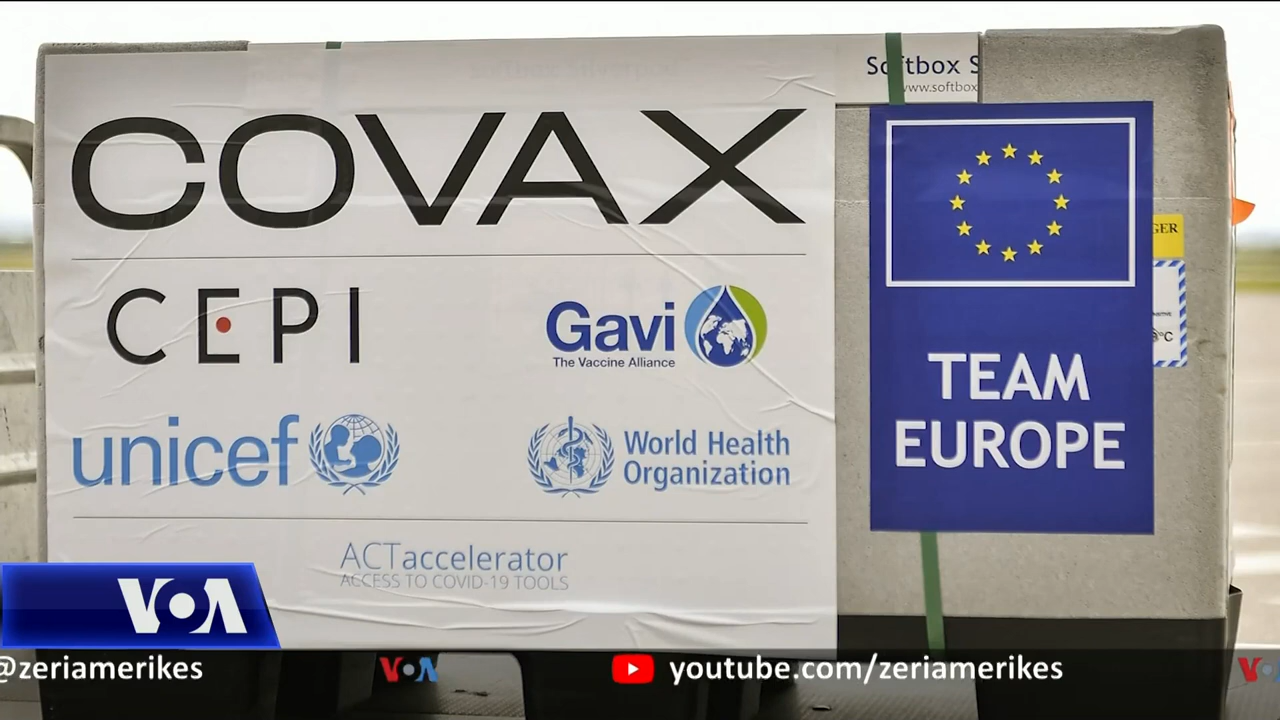 COVAX
CEPI
Gavi
The Vaccine Alliance
unicef
World Health
Organization
ACTaccelerator
ACCESS TO COVID-19 TOOLS
TEAM
EUROPE
VOA
@zeriamerikes
VOA
youtube.com/zeriamerikes